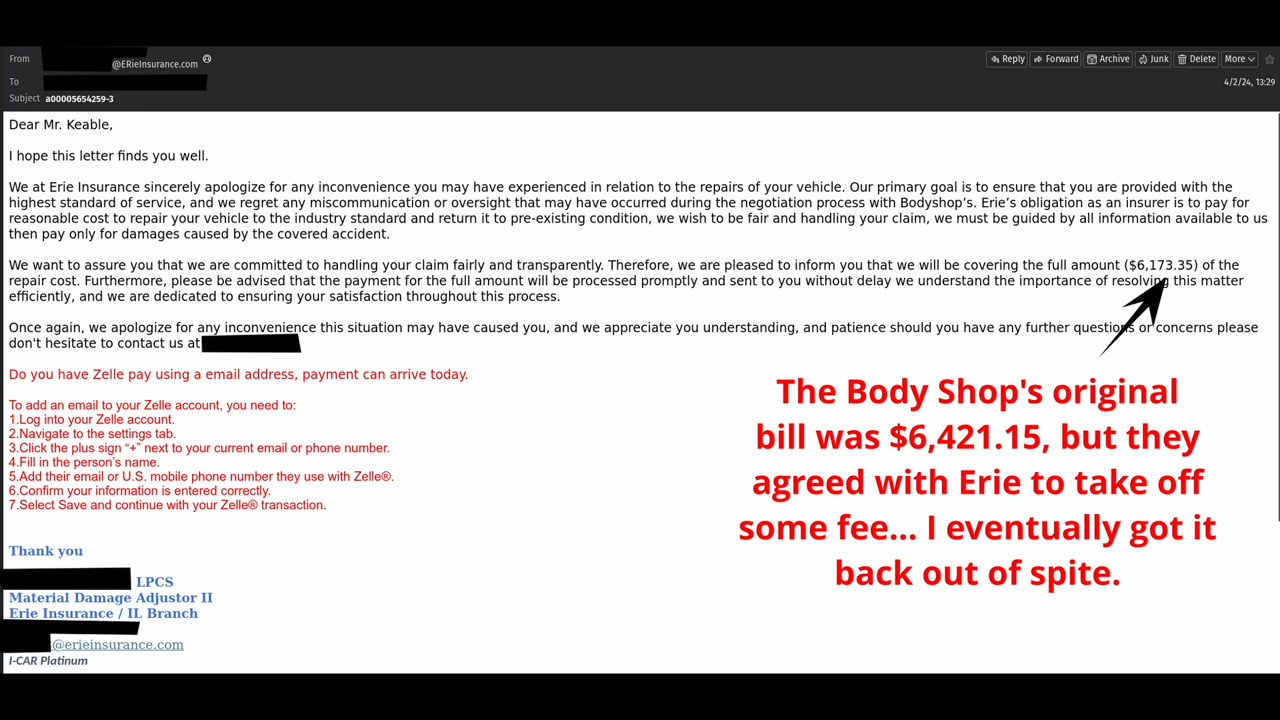 From @ERieInsurance.com
Reply Forward Archive Junk Delete More
To
4/2/24, 13:29
Subject a00005654259-3
Dear Mr. Keable,
I hope this letter finds you well.
We at Erie Insurance sincerely apologize for any inconvenience you may have experienced in relation to the repairs of your vehicle. Our primary goal is to ensure that you are provided with the
highest standard of service, and we regret any miscommunication or oversight that may have occurred during the negotiation process with Bodyshop’s. Erie’s obligation as an insurer is to pay for
reasonable cost to repair your vehicle to the industry standard and return it to pre-existing condition, we wish to be fair and handling your claim, we must be guided by all information available to us
then pay only for damages caused by the covered accident.
We want to assure you that we are committed to handling your claim fairly and transparently. Therefore, we are pleased to inform you that we will be covering the full amount ($6,173.35) of the
repair cost. Furthermore, please be advised that the payment for the full amount will be processed promptly and sent to you without delay we understand the importance of resolving this matter
efficiently, and we are dedicated to ensuring your satisfaction throughout this process.
Once again, we apologize for any inconvenience this situation may have caused you, and we appreciate you understanding, and patience should you have any further questions or concerns please
don't hesitate to contact us at
Do you have Zelle pay using a email address, payment can arrive today.
To add an email to your Zelle account, you need to:
1.Log into your Zelle account.
2.Navigate to the settings tab.
3.Click the plus sign “+” next to your current email or phone number.
4.Fill in the person’s name.
5.Add their email or U.S. mobile phone number they use with Zelle®.
6.Confirm your information is entered correctly.
7.Select Save and continue with your Zelle® transaction.
Thank you
LPCS
Material Damage Adjustor II
Erie Insurance / IL Branch
@erieinsurance.com
I-CAR Platinum
The Body Shop's original
bill was $6,421.15, but they
agreed with Erie to take off
some fee... I eventually got it
back out of spite.